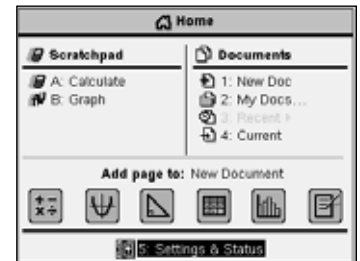 Home
Scratchpad
A: Calculate
B: Graph
Documents
1: New Doc
2: My Docs...
3: Recent
4: Current
Add page to: New Document
5: Settings & Status